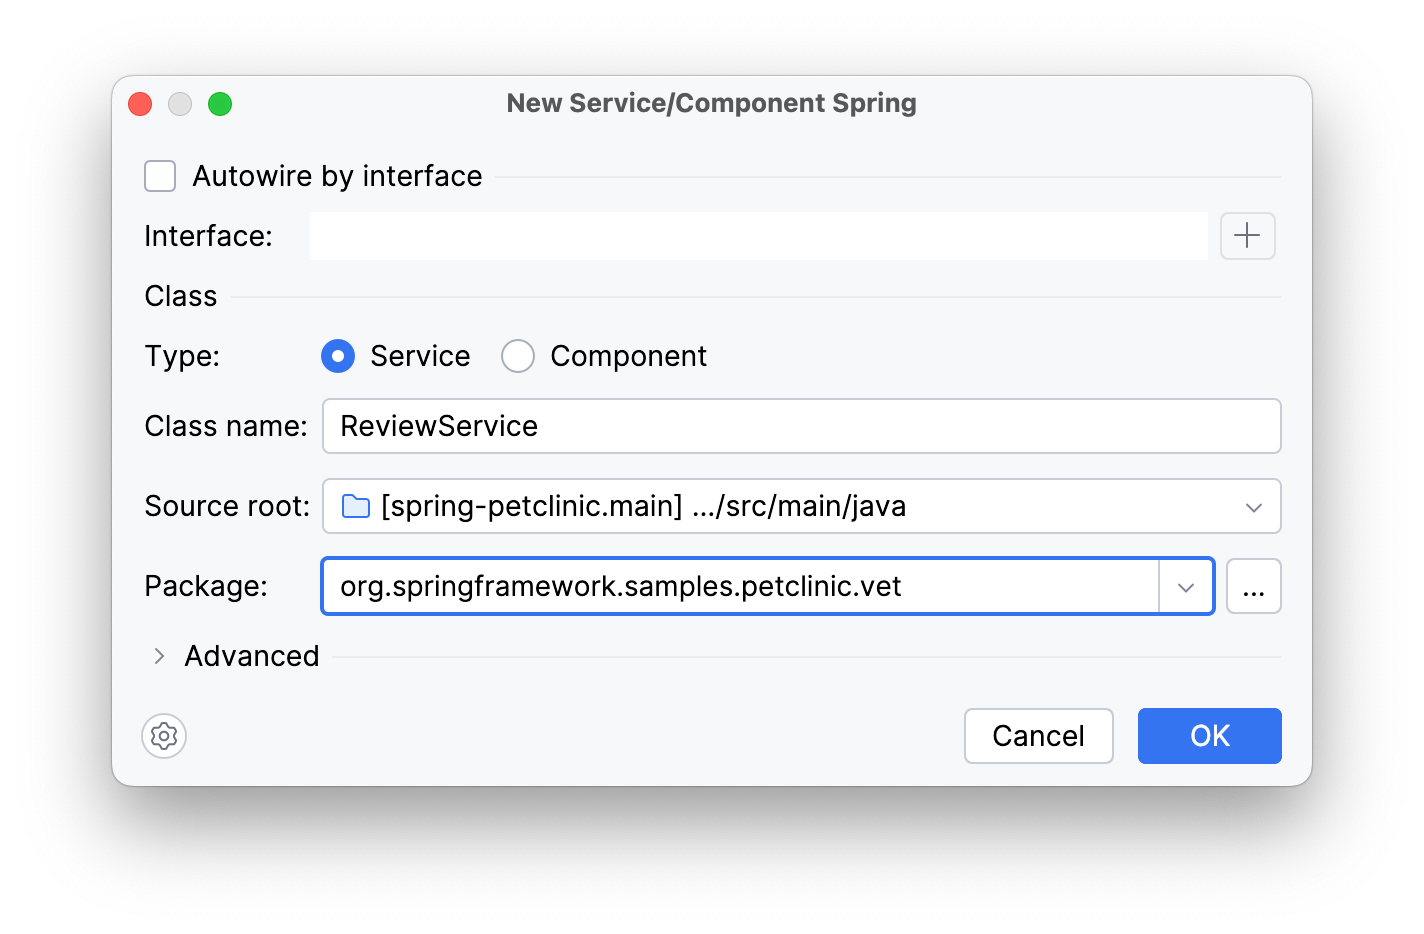 New Service/Component Spring
Autowire by interface
Interface:
Class
Type: Service Component
Class name: ReviewService
Source root: [spring-petclinic.main] .../src/main/java
Package: org.springframework.samples.petclinic.vet ...
Advanced
Cancel OK